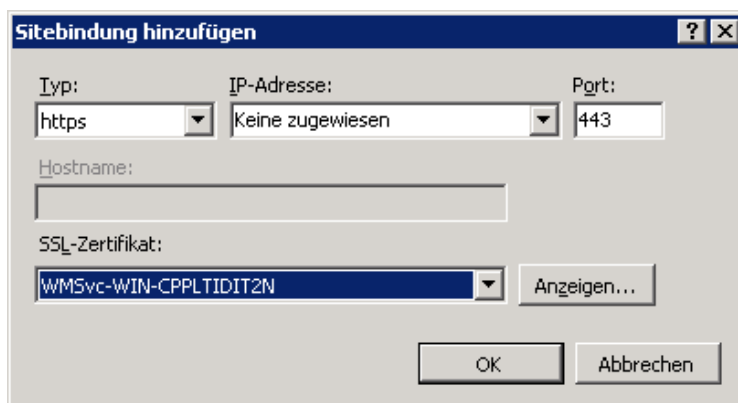 Sitebindung hinzufügen
Typ: IP-Adresse: Port:
https Keine zugewiesen 443
Hostname:
SSL-Zertifikat:
WMSvc-WIN-CPPLTIDIT2N Anzeigen...
OK Abbrechen